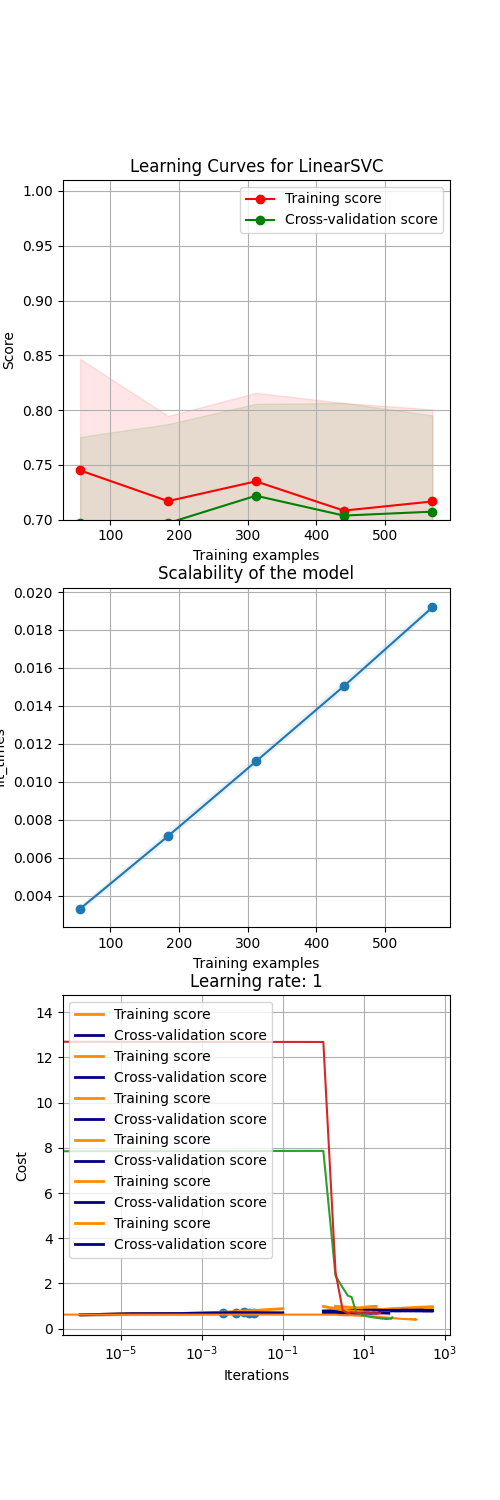 Learning Curves for LinearSVC
1.00
0.95
0.90
0.85
0.80
0.75
0.70
Score
Training score
Cross-validation score
100
200
300
400
500
Training examples
Scalability of the model
0.020
0.018
0.016
0.014
0.012
0.010
0.008
0.006
0.004
100
200
300
400
500
Training examples
Learning rate: 1
14
12
10
8
6
4
2
0
Cost
Training score
Cross-validation score
Training score
Cross-validation score
Training score
Cross-validation score
Training score
Cross-validation score
Training score
Cross-validation score
Training score
Cross-validation score
10⁻⁵
10⁻³
10⁻¹
10¹
10³
Iterations